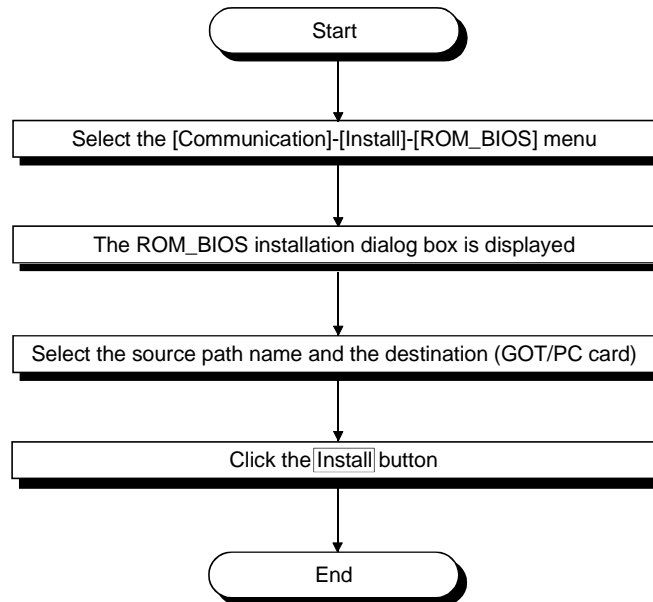 Start
Select the [Communication]-[Install]-[ROM_BIOS] menu
The ROM_BIOS installation dialog box is displayed
Select the source path name and the destination (GOT/PC card)
Click the Install button
End